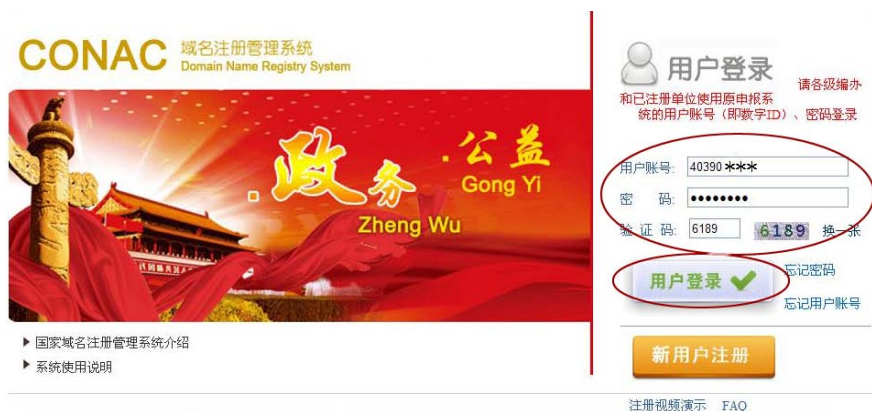 CONAC 域名注册管理系统
Domain Name Registry System
.政务
Zheng Wu
.公益
Gong Yi
国家域名注册管理系统介绍
系统使用说明
用户登录
请各级编办
和已注册单位使用原申报系
统的用户账号（即数字ID）、密码登录
用户账号: 40390***
密 码: ••••••••
验 证 码: 6189 6189 换一张
用户登录
忘记密码
忘记用户账号
新用户注册
注册视频演示 FAQ